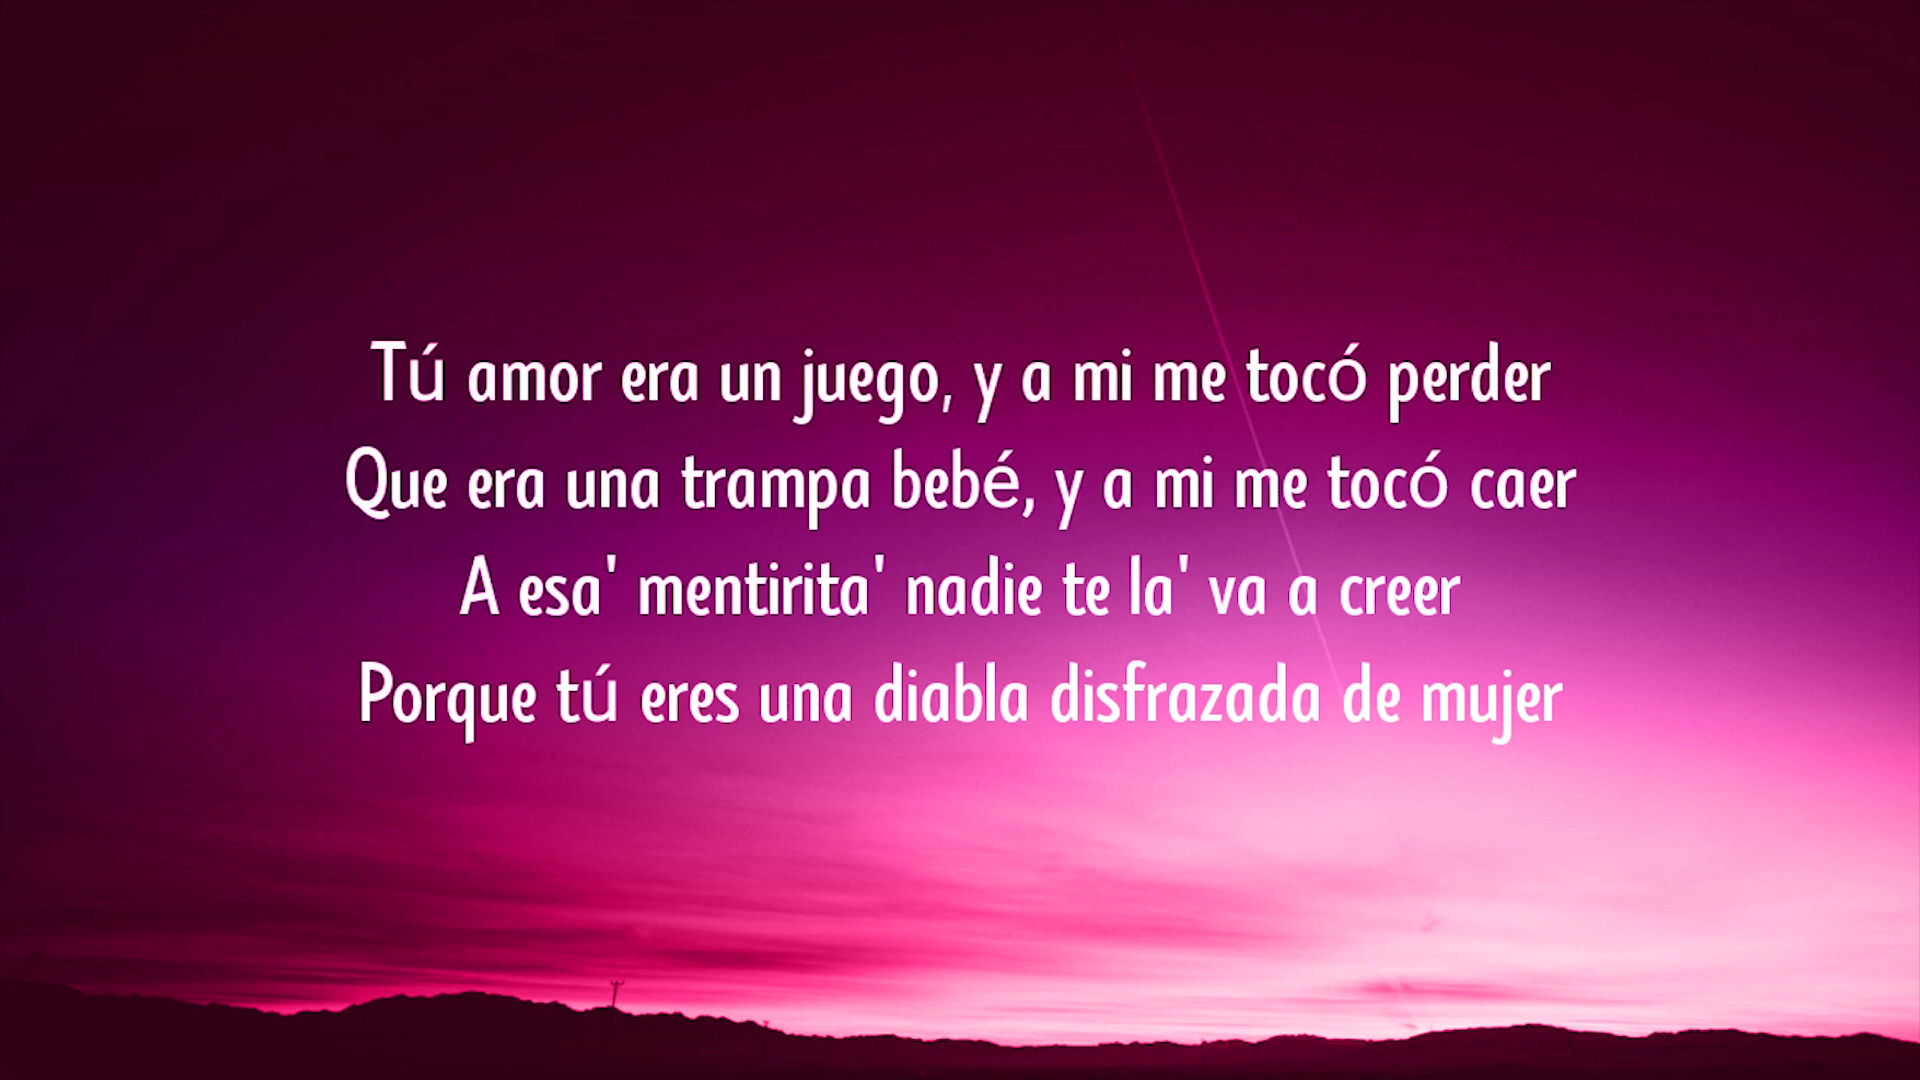 Tú amor era un juego, y a mi me tocó perder
Que era una trampa bebé, y a mi me tocó caer
A esa' mentirita' nadie te la' va a creer
Porque tú eres una diabla disfrazada de mujer